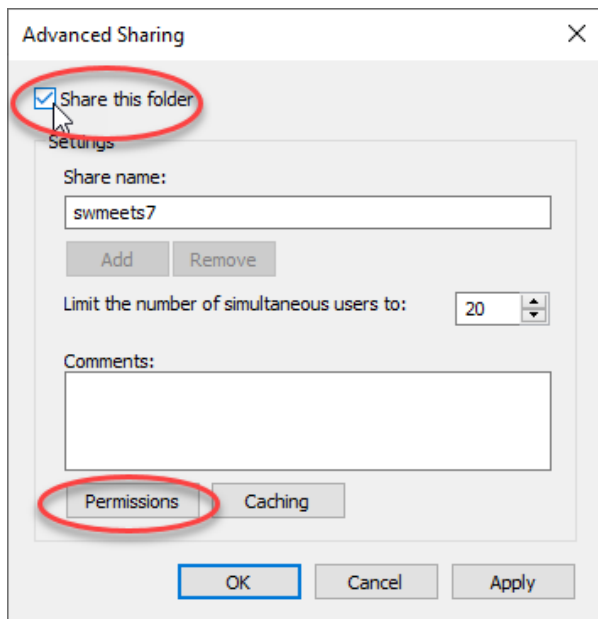 Advanced Sharing
Share this folder
Settings
Share name:
swmeets7
Add Remove
Limit the number of simultaneous users to: 20
Comments:
Permissions Caching
OK Cancel Apply